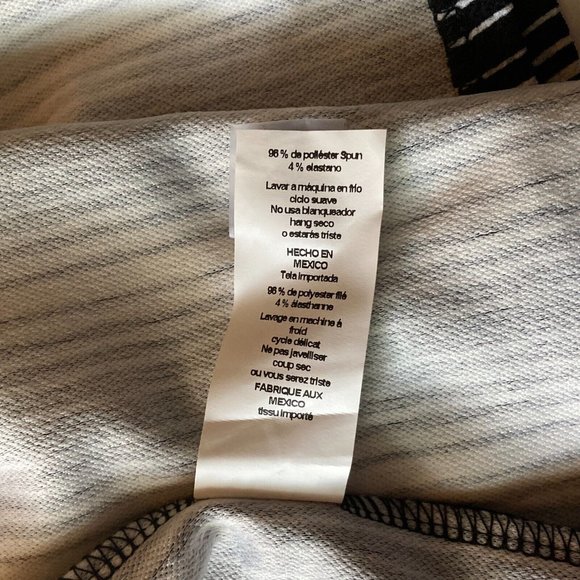 96 % de poliéster Spun
4 % elastano
Lavar a máquina en frío
ciclo suave
No usa blanqueador
hang seco
o estarás triste
HECHO EN
MEXICO
Tela importada
96 % de polyester filé
4 % élasthanne
Lavage en machine à
froid
cycle délicat
Ne pas javelliser
coup sec
ou vous serez triste
FABRIQUE AUX
MEXICO
tissu importé